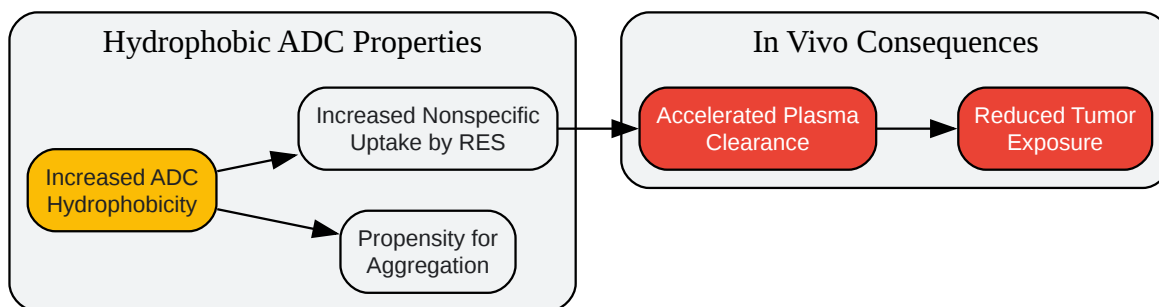 Hydrophobic ADC Properties
Increased ADC
Hydrophobicity
Increased Nonspecific
Uptake by RES
Propensity for
Aggregation
In Vivo Consequences
Accelerated Plasma
Clearance
Reduced Tumor
Exposure